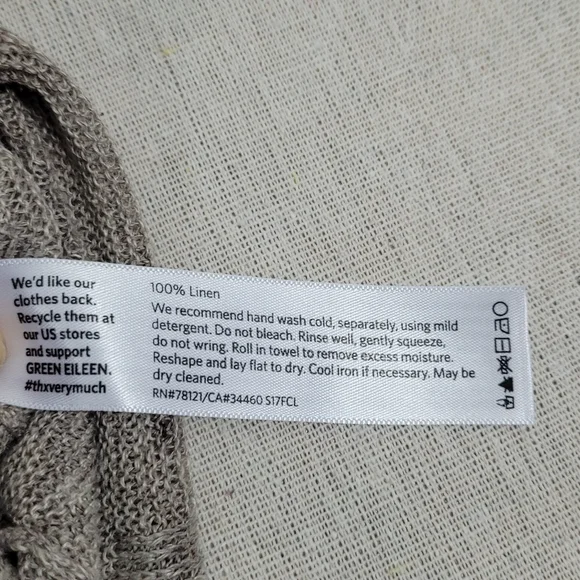 We'd like our
clothes back.
Recycle them at
our US stores
and support
GREEN EILEEN.
#thxverymuch
100% Linen
We recommend hand wash cold, separately, using mild
detergent. Do not bleach. Rinse well, gently squeeze,
do not wring. Roll in towel to remove excess moisture.
Reshape and lay flat to dry. Cool iron if necessary. May be
dry cleaned.
RN#78121/CA#34460 S17FCL